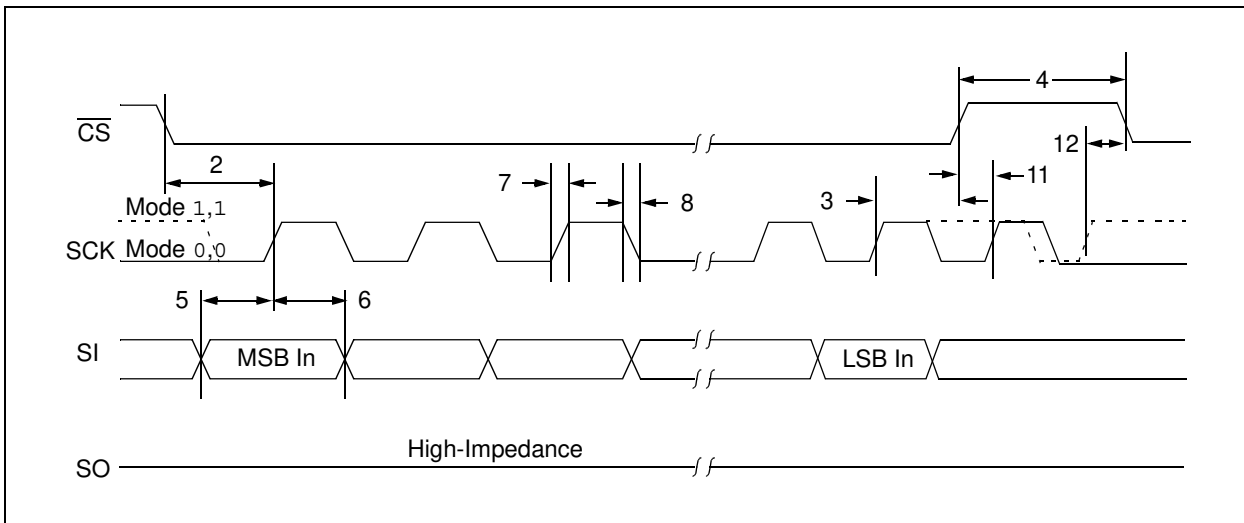 4
CS
12
2
7
8
3
11
Mode 1,1
SCK Mode 0,0
5
6
SI
MSB In
LSB In
High-Impedance
SO